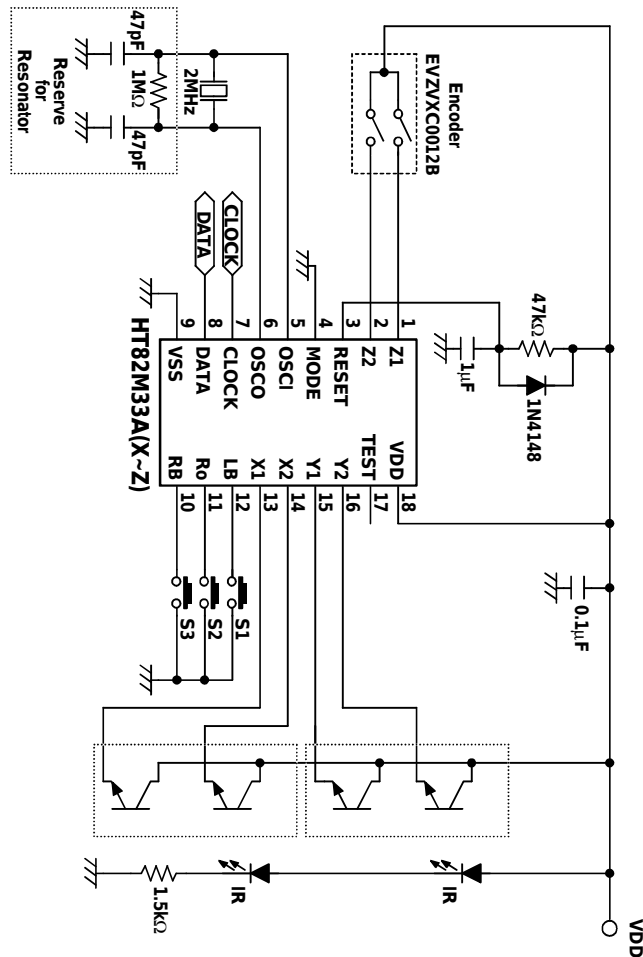 Encoder
EVZVXC0012B
47pF
47pF
1MΩ
2MHz
Reserve
for
Resonator
CLOCK
DATA
47kΩ
1N4148
1μF
1
2
3
4
5
6
7
8
9
Z1
Z2
RESET
MODE
OSCI
OSCO
CLOCK
DATA
VSS
VDD
TEST
Y2
Y1
X2
X1
LB
Ro
RB
18
17
16
15
14
13
12
11
10
HT82M33A(X~Z)
0.1μF
S1
S2
S3
IR
IR
1.5kΩ
VDD